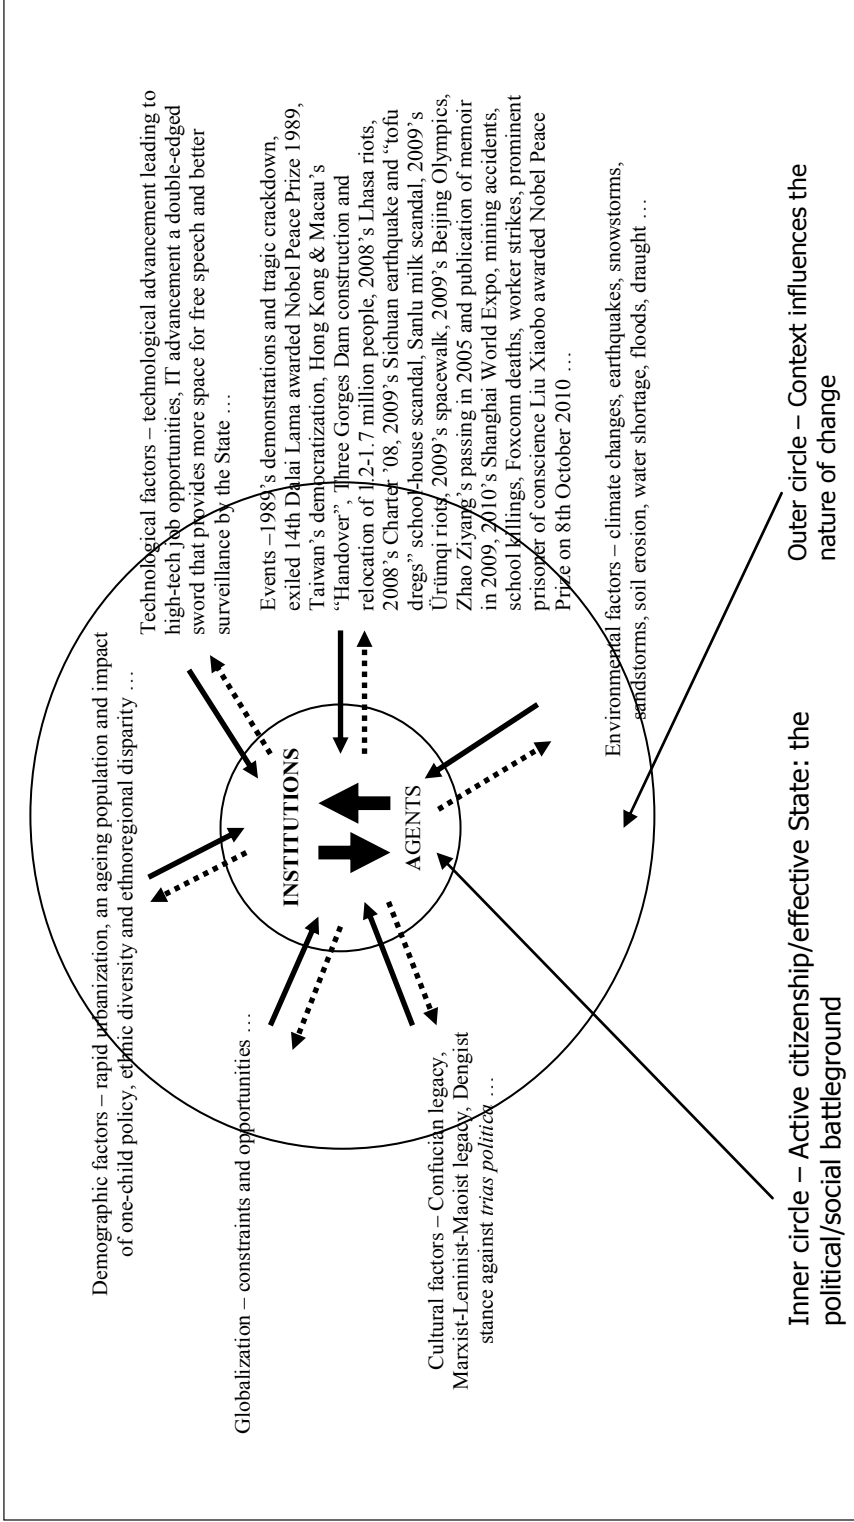 Demographic factors – rapid urbanization, an ageing population and impact
of one-child policy, ethnic diversity and ethnoregional disparity …
Technological factors – technological advancement leading to
high-tech job opportunities, IT advancement a double-edged
sword that provides more space for free speech and better
surveillance by the State …
Globalization – constraints and opportunities …
INSTITUTIONS
AGENTS
Events –1989’s demonstrations and tragic crackdown,
exiled 14th Dalai Lama awarded Nobel Peace Prize 1989,
Taiwan’s democratization, Hong Kong & Macau’s
“Handover”, Three Gorges Dam construction and
relocation of 1.2-1.7 million people, 2008’s Lhasa riots,
2008’s Charter ’08, 2009’s Sichuan earthquake and “tofu
dregs” school-house scandal, Sanlu milk scandal, 2009’s
Ürümqi riots, 2009’s spacewalk, 2009’s Beijing Olympics,
Zhao Ziyang’s passing in 2005 and publication of memoir
in 2009, 2010’s Shanghai World Expo, mining accidents,
school killings, Foxconn deaths, worker strikes, prominent
prisoner of conscience Liu Xiaobo awarded Nobel Peace
Prize on 8th October 2010 …
Cultural factors – Confucian legacy,
Marxist-Leninist-Maoist legacy, Dengist
stance against trias politica …
Environmental factors – climate changes, earthquakes, snowstorms,
sandstorms, soil erosion, water shortage, floods, draught …
Inner circle – Active citizenship/effective State: the
political/social battleground
Outer circle – Context influences the
nature of change